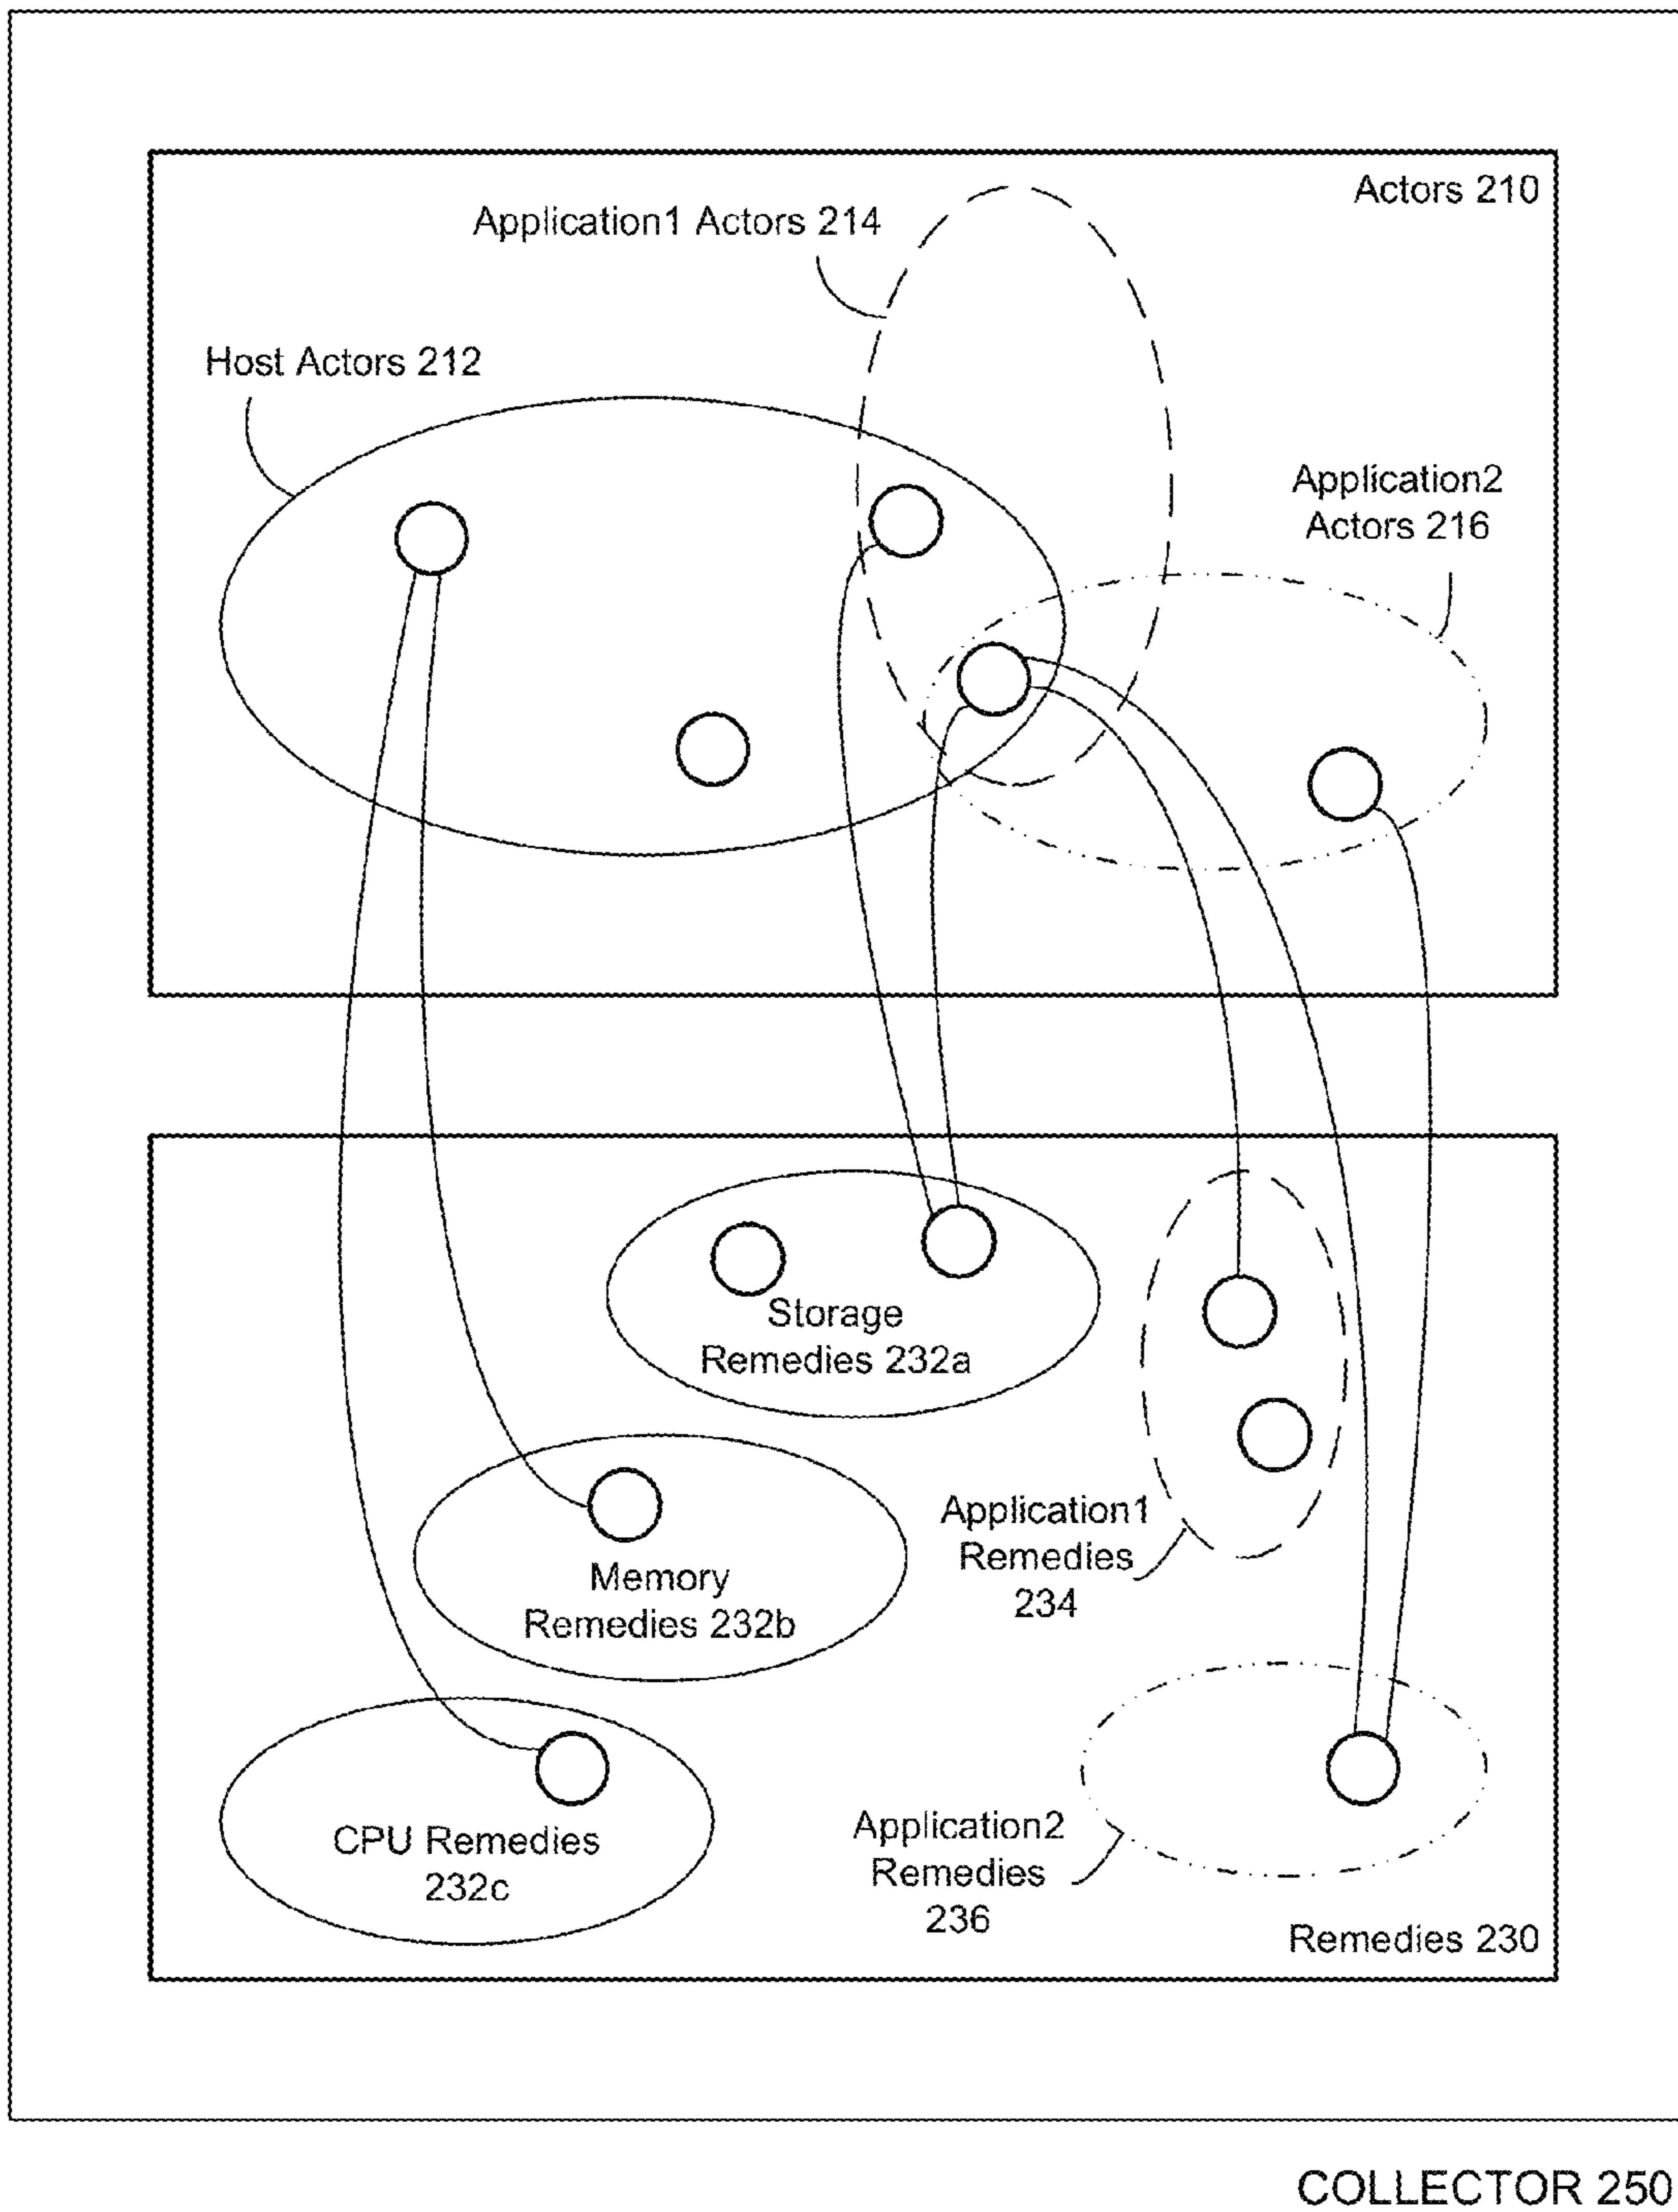 Actors 210
Application1 Actors 214
Host Actors 212
Application2
Actors 216
Storage
Remedies 232a
Application1
Remedies
234
Memory
Remedies 232b
CPU Remedies
232c
Application2
Remedies
236
Remedies 230
COLLECTOR 250